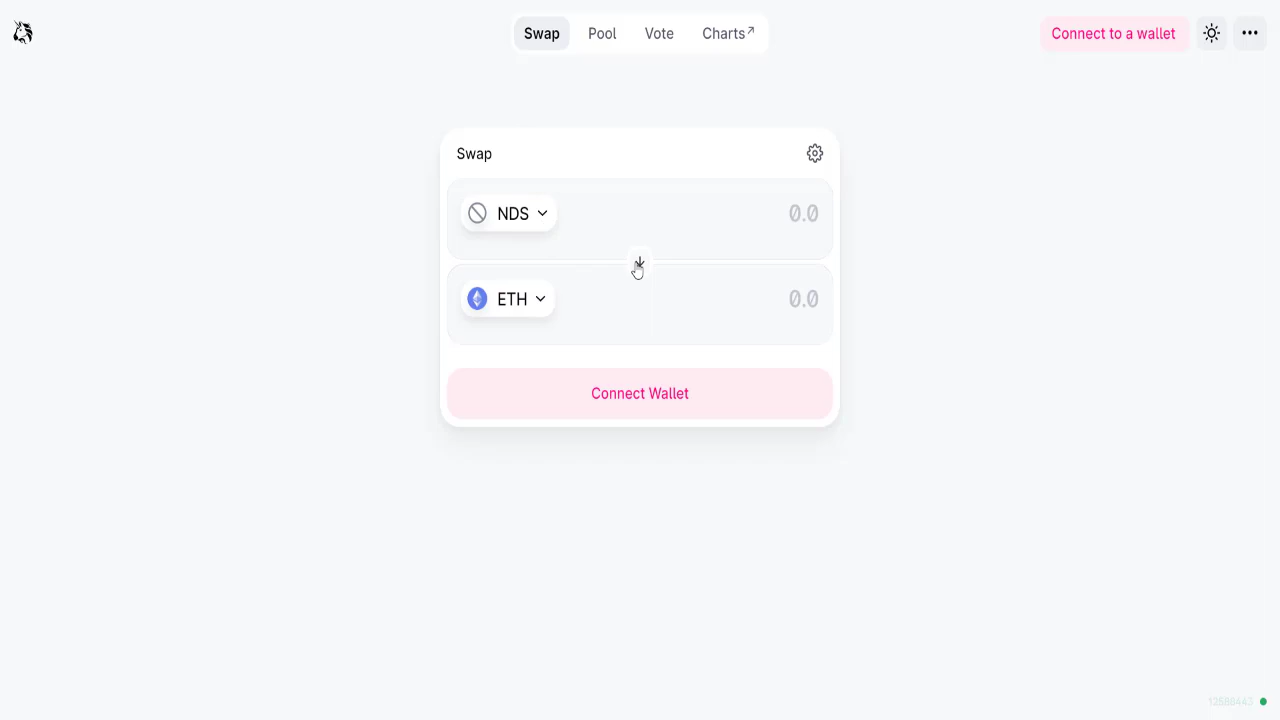 Swap Pool Vote Charts↗ Connect to a wallet
Swap
NDS 0.0
ETH 0.0
Connect Wallet